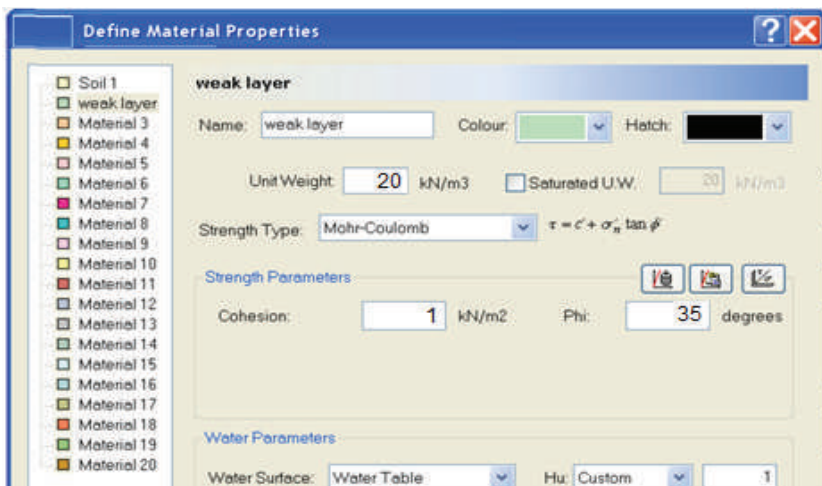 Define Material Properties
Soil 1
weak layer
Material 3
Material 4
Material 5
Material 6
Material 7
Material 8
Material 9
Material 10
Material 11
Material 12
Material 13
Material 14
Material 15
Material 16
Material 17
Material 18
Material 19
Material 20
weak layer
Name: weak layer Colour: Hatch:
Unit Weight: 20 kN/m3 Saturated U.W. 20 kN/m3
Strength Type: Mohr-Coulomb τ = c′ + σ′n tan φ′
Strength Parameters
Cohesion: 1 kN/m2 Phi: 35 degrees
Water Parameters
Water Surface: Water Table Hu: Custom 1